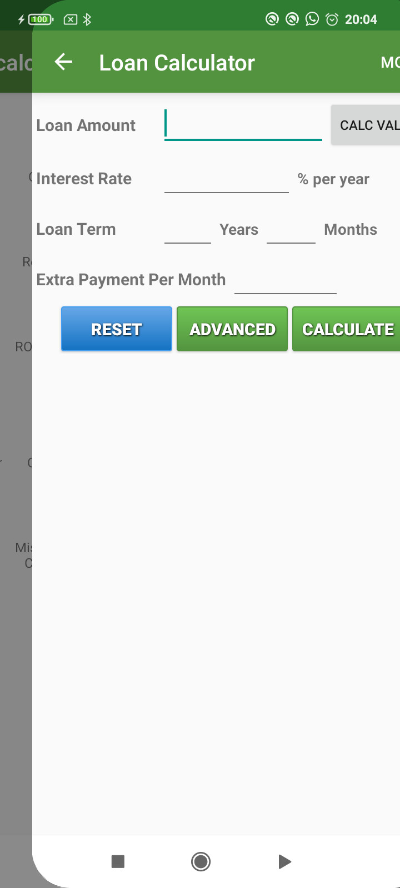 100 20:04
calc
Loan Calculator MO
Loan Amount CALC VAL
Interest Rate % per year
Loan Term Years Months
Extra Payment Per Month
RESET ADVANCED CALCULATE
RO
Mis
C